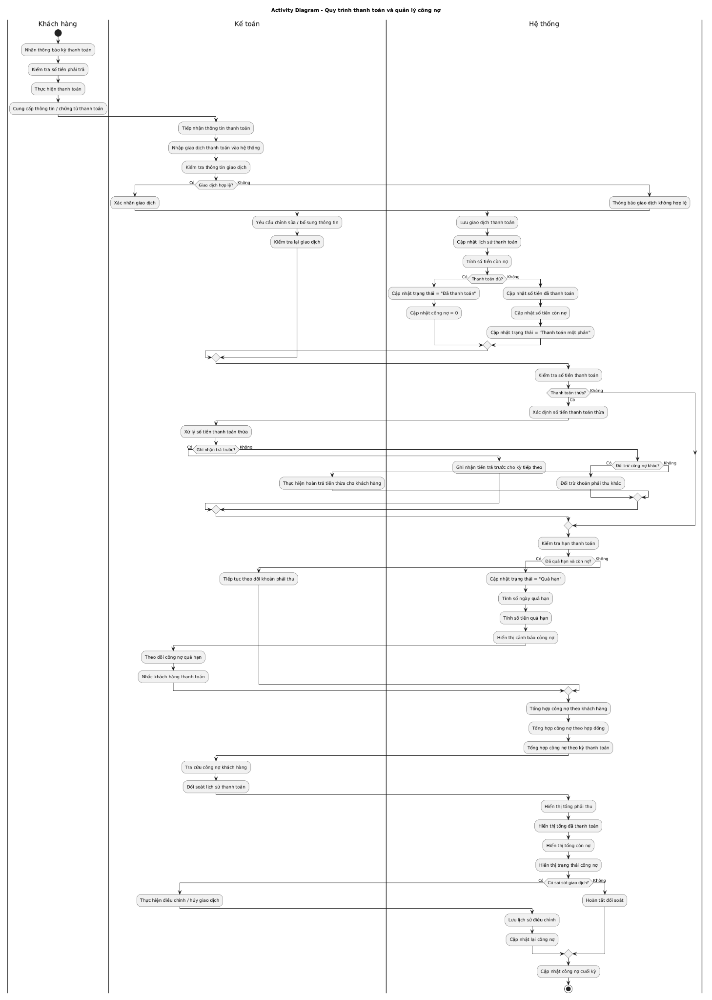 Activity Diagram - Quy trình thanh toán và quản lý công nợ
Khách hàng
Kế toán
Hệ thống
Nhận thông báo kỳ thanh toán
Kiểm tra số tiền phải trả
Thực hiện thanh toán
Cung cấp thông tin / chứng từ thanh toán
Tiếp nhận thông tin thanh toán
Nhập giao dịch thanh toán vào hệ thống
Kiểm tra thông tin giao dịch
Có
Giao dịch hợp lệ?
Không
Xác nhận giao dịch
Thông báo giao dịch không hợp lệ
Yêu cầu chỉnh sửa / bổ sung thông tin
Lưu giao dịch thanh toán
Kiểm tra lại giao dịch
Cập nhật lịch sử thanh toán
Tính số tiền còn nợ
Có
Thanh toán đủ?
Không
Cập nhật trạng thái = "Đã thanh toán"
Cập nhật số tiền đã thanh toán
Cập nhật công nợ = 0
Cập nhật số tiền còn nợ
Cập nhật trạng thái = "Thanh toán một phần"
Kiểm tra số tiền thanh toán
Thanh toán thừa?
Không
Có
Xác định số tiền thanh toán thừa
Xử lý số tiền thanh toán thừa
Có
Ghi nhận trả trước?
Không
Có
Đối trừ công nợ khác?
Không
Ghi nhận tiền trả trước cho kỳ tiếp theo
Thực hiện hoàn trả tiền thừa cho khách hàng
Đối trừ khoản phải thu khác
Kiểm tra hạn thanh toán
Có
Đã quá hạn và còn nợ?
Không
Tiếp tục theo dõi khoản phải thu
Cập nhật trạng thái = "Quá hạn"
Tính số ngày quá hạn
Tính số tiền quá hạn
Hiển thị cảnh báo công nợ
Theo dõi công nợ quá hạn
Nhắc khách hàng thanh toán
Tổng hợp công nợ theo khách hàng
Tổng hợp công nợ theo hợp đồng
Tổng hợp công nợ theo kỳ thanh toán
Tra cứu công nợ khách hàng
Đối soát lịch sử thanh toán
Hiển thị tổng phải thu
Hiển thị tổng đã thanh toán
Hiển thị tổng còn nợ
Hiển thị trạng thái công nợ
Có
Có sai sót giao dịch?
Không
Thực hiện điều chỉnh / hủy giao dịch
Hoàn tất đối soát
Lưu lịch sử điều chỉnh
Cập nhật lại công nợ
Cập nhật công nợ cuối kỳ